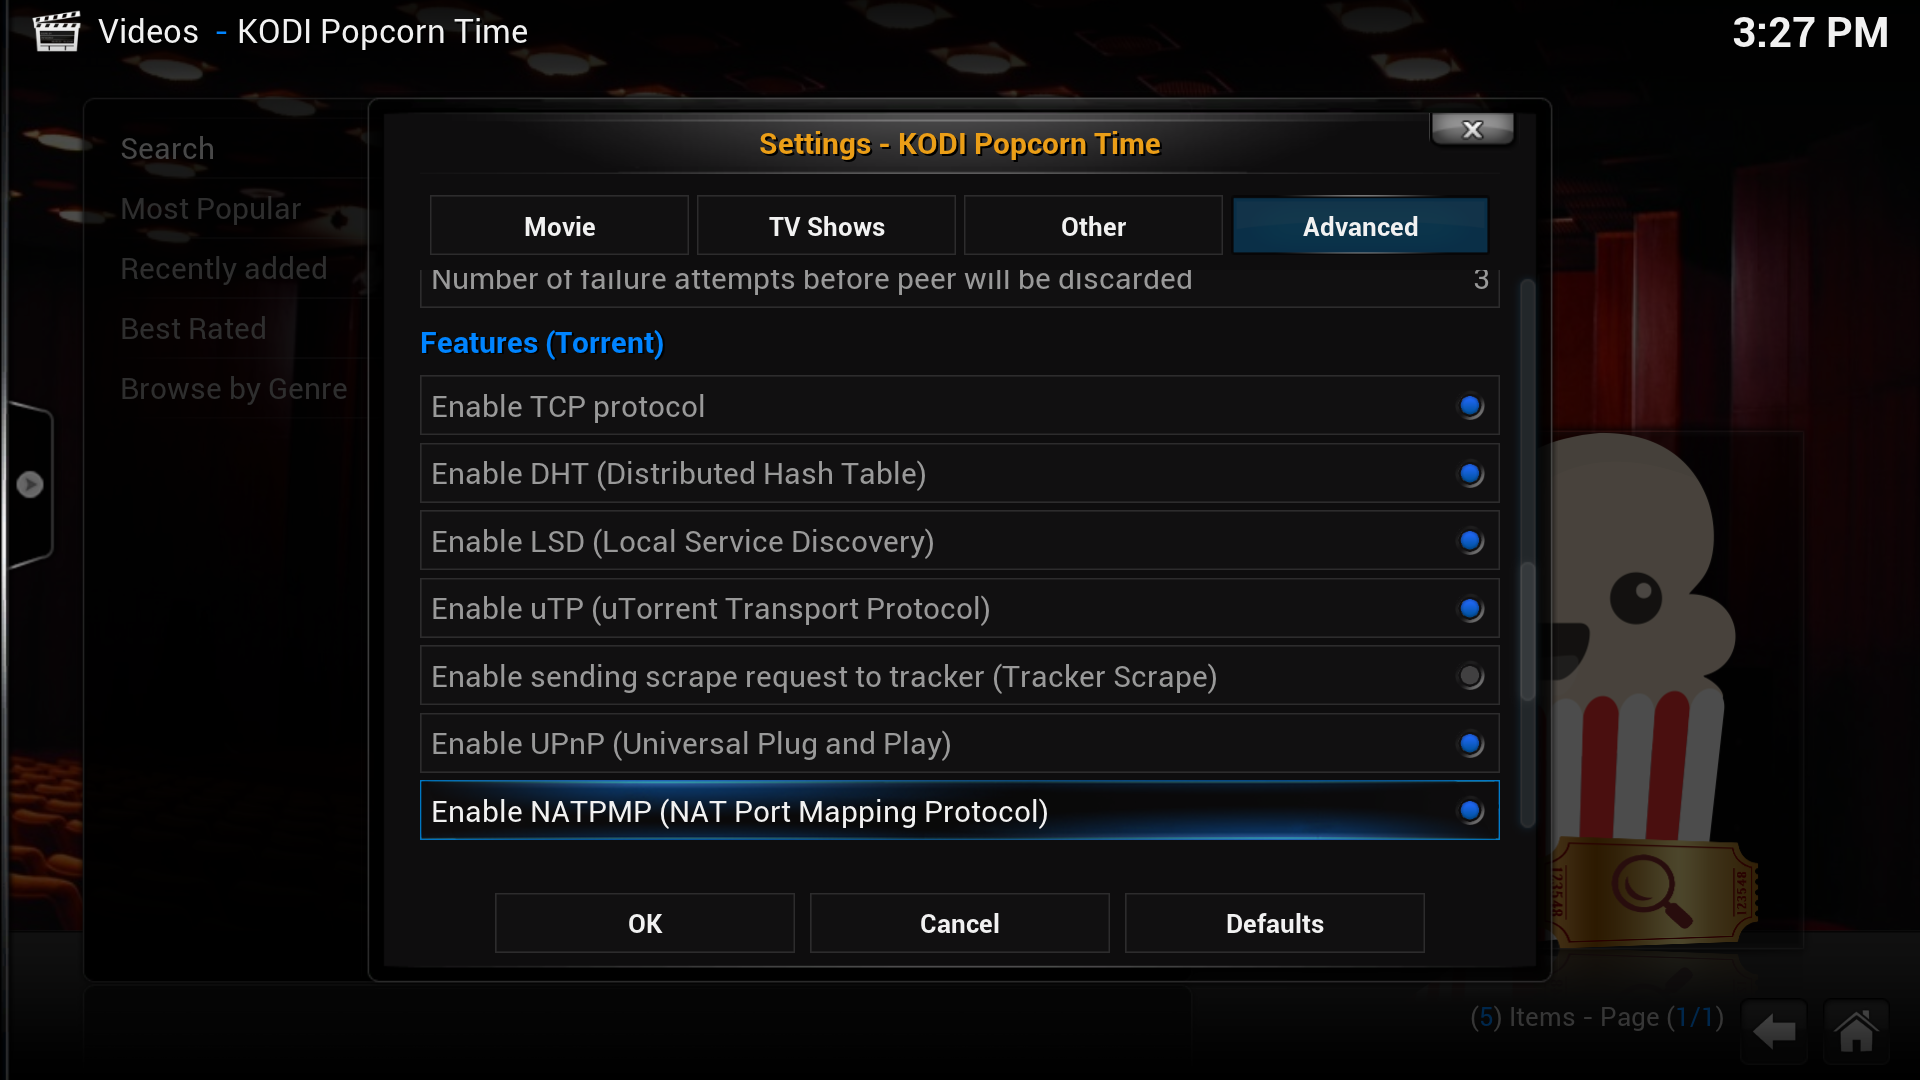 Videos - KODI Popcorn Time
3:27 PM
Search
Most Popular
Recently added
Best Rated
Browse by Genre
Settings - KODI Popcorn Time
X
Movie
TV Shows
Other
Advanced
Number of failure attempts before peer will be discarded 3
Features (Torrent)
Enable TCP protocol
Enable DHT (Distributed Hash Table)
Enable LSD (Local Service Discovery)
Enable uTP (uTorrent Transport Protocol)
Enable sending scrape request to tracker (Tracker Scrape)
Enable UPnP (Universal Plug and Play)
Enable NATPMP (NAT Port Mapping Protocol)
OK
Cancel
Defaults
123548
123548
(5) Items - Page (1/1)